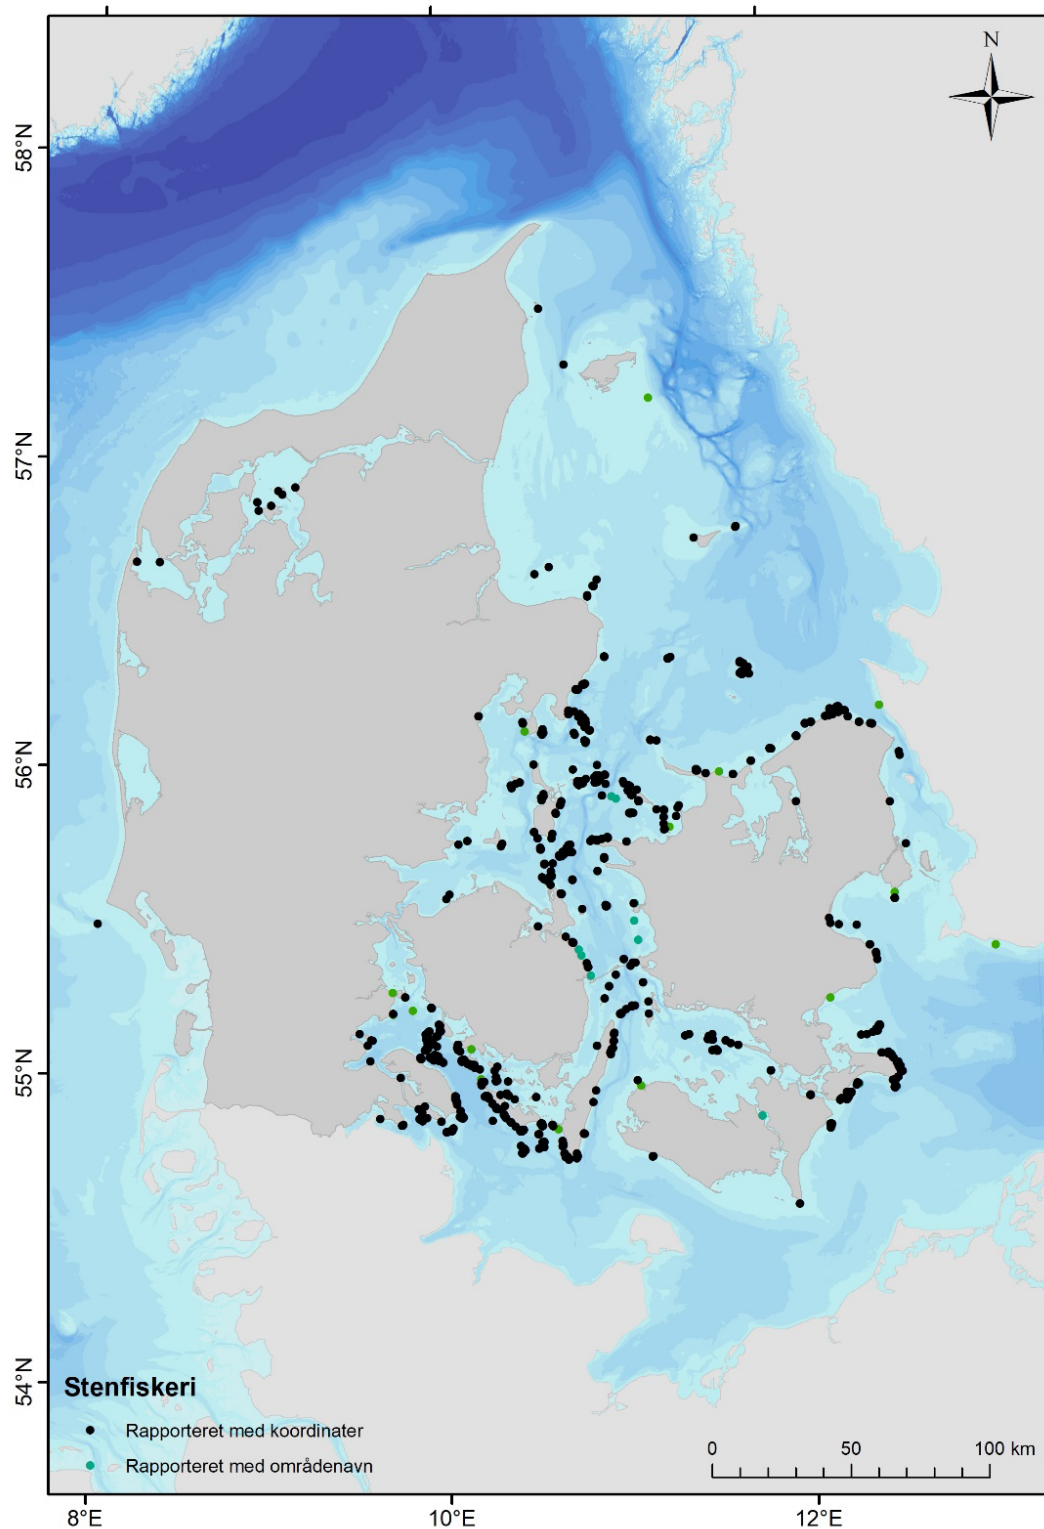 N
58°N
57°N
56°N
55°N
54°N
Stenfiskeri
Rapporteret med koordinater
Rapporteret med områdenavn
0 50 100 km
8°E 10°E 12°E